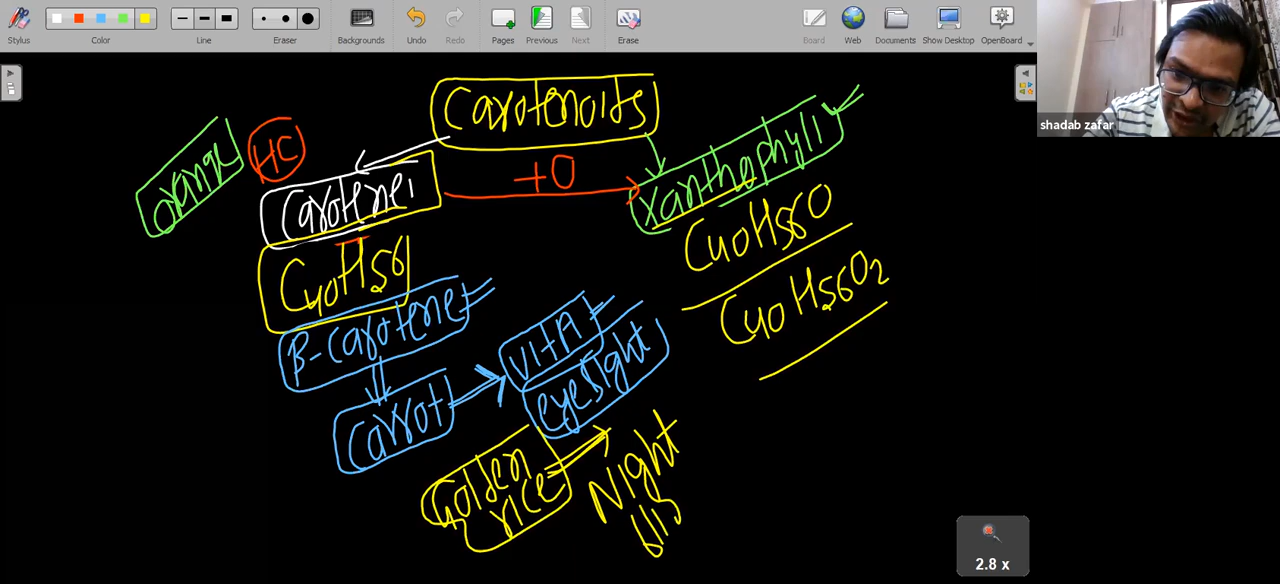 Stylus
Color
Line
Eraser
Backgrounds
Undo
Redo
Pages
Previous
Next
Erase
Board
Web
Documents
Show Desktop
OpenBoard
shadab zafar
Carotenoids
orange
HC
+O
Xanthophyll
Carotene
C40H56O
C40H56
C40H56O2
β-carotene
vit A
Carrot
eyesight
Golden
rice
Night
2.8 x